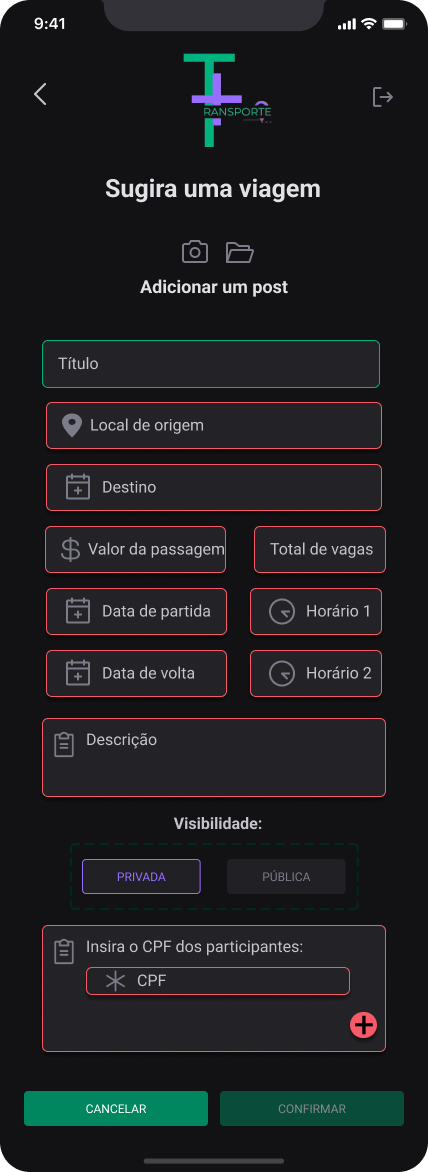 9:41
RANSPORTE
Sugira uma viagem
Adicionar um post
Título
Local de origem
Destino
Valor da passagem
Total de vagas
Data de partida
Horário 1
Data de volta
Horário 2
Descrição
Visibilidade:
PRIVADA
PÚBLICA
Insira o CPF dos participantes:
CPF
CANCELAR
CONFIRMAR